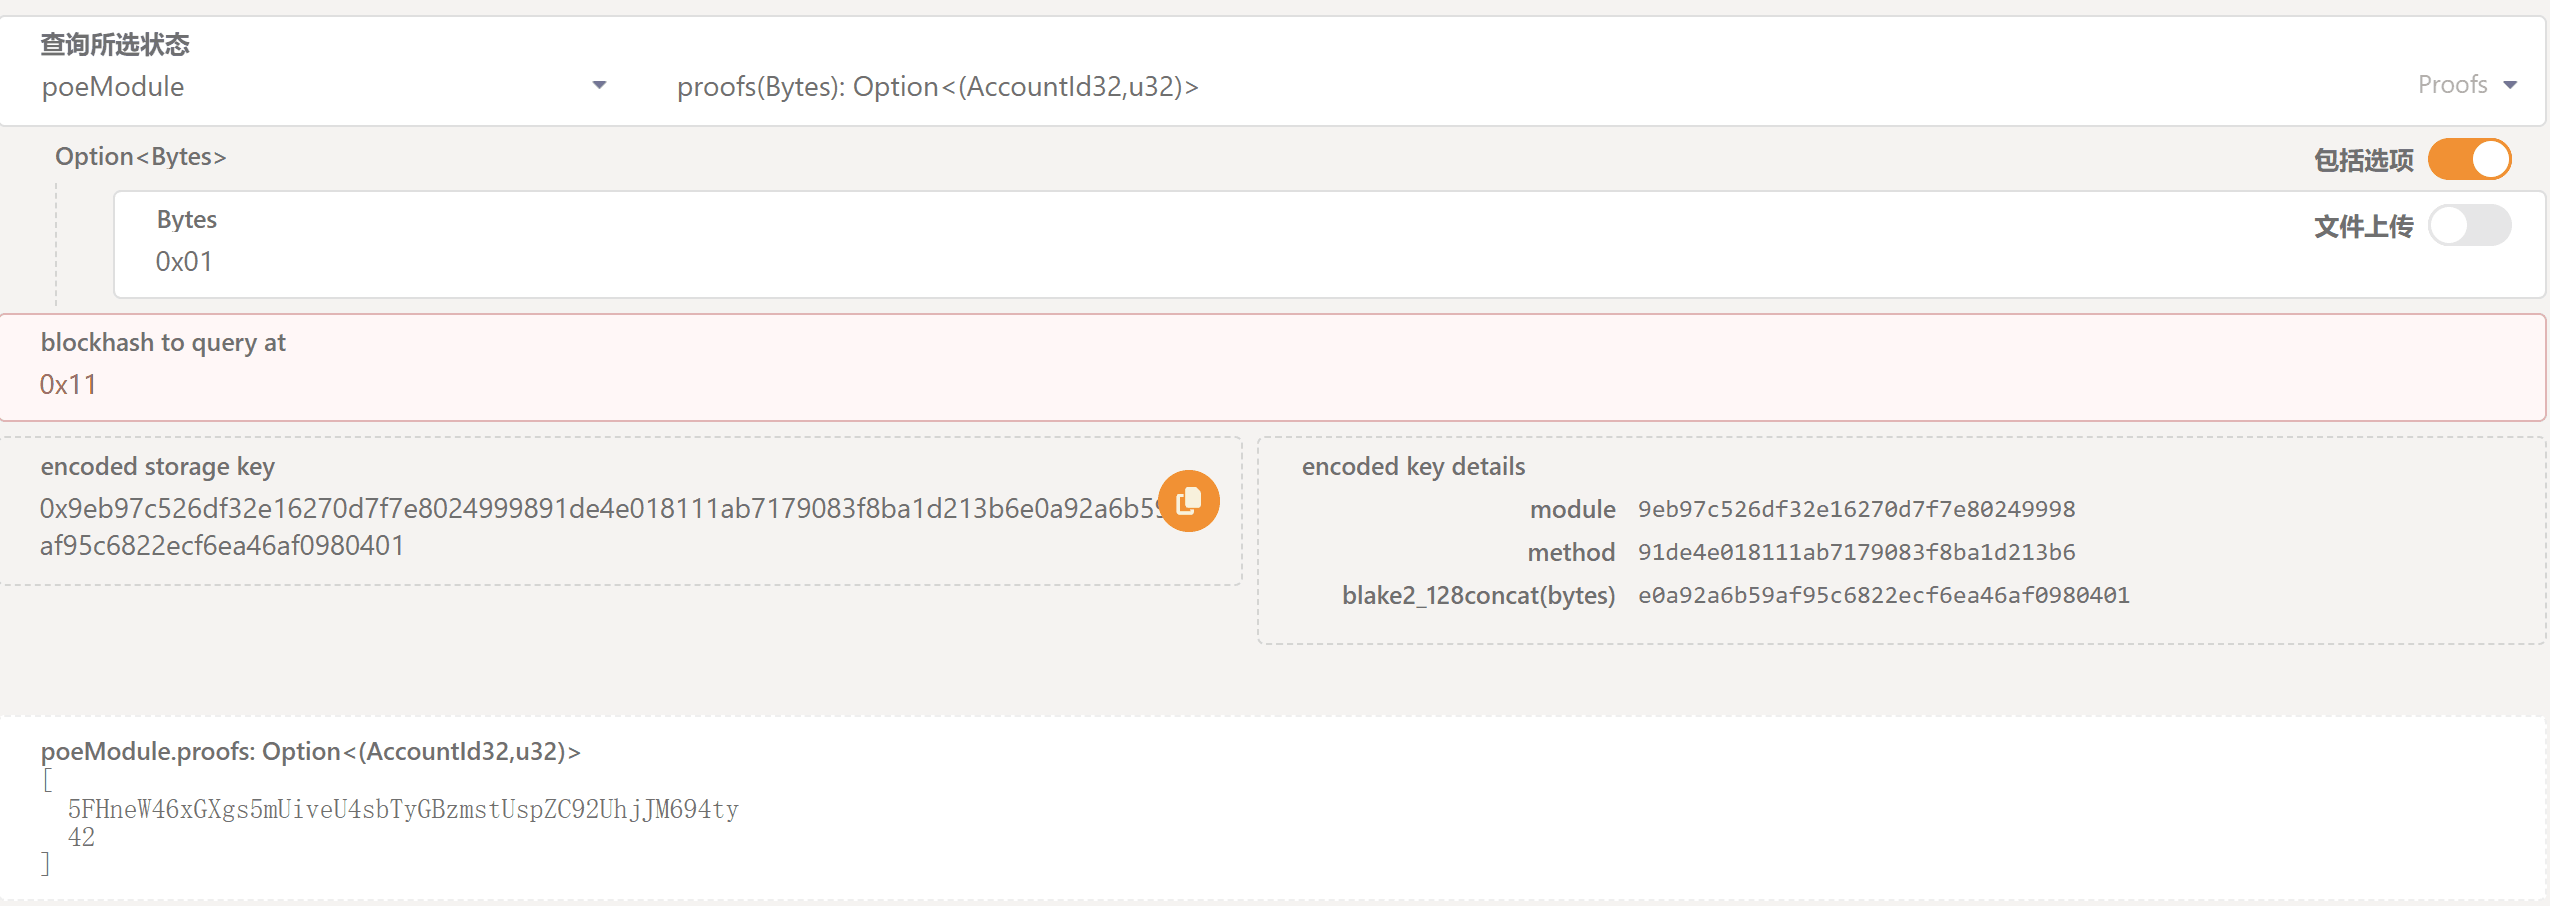 查询所选状态
poeModule
proofs(Bytes): Option<(AccountId32,u32)>
Proofs
Option<Bytes>
包括选项
Bytes
文件上传
0x01
blockhash to query at
0x11
encoded storage key
0x9eb97c526df32e16270d7f7e8024999891de4e018111ab7179083f8ba1d213b6e0a92a6b59
af95c6822ecf6ea46af0980401
encoded key details
module 9eb97c526df32e16270d7f7e80249998
method 91de4e018111ab7179083f8ba1d213b6
blake2_128concat(bytes) e0a92a6b59af95c6822ecf6ea46af0980401
poeModule.proofs: Option<(AccountId32,u32)>
[
5FHneW46xGXgs5mUiveU4sbTyGBzmstUspZC92UhjJM694ty
42
]